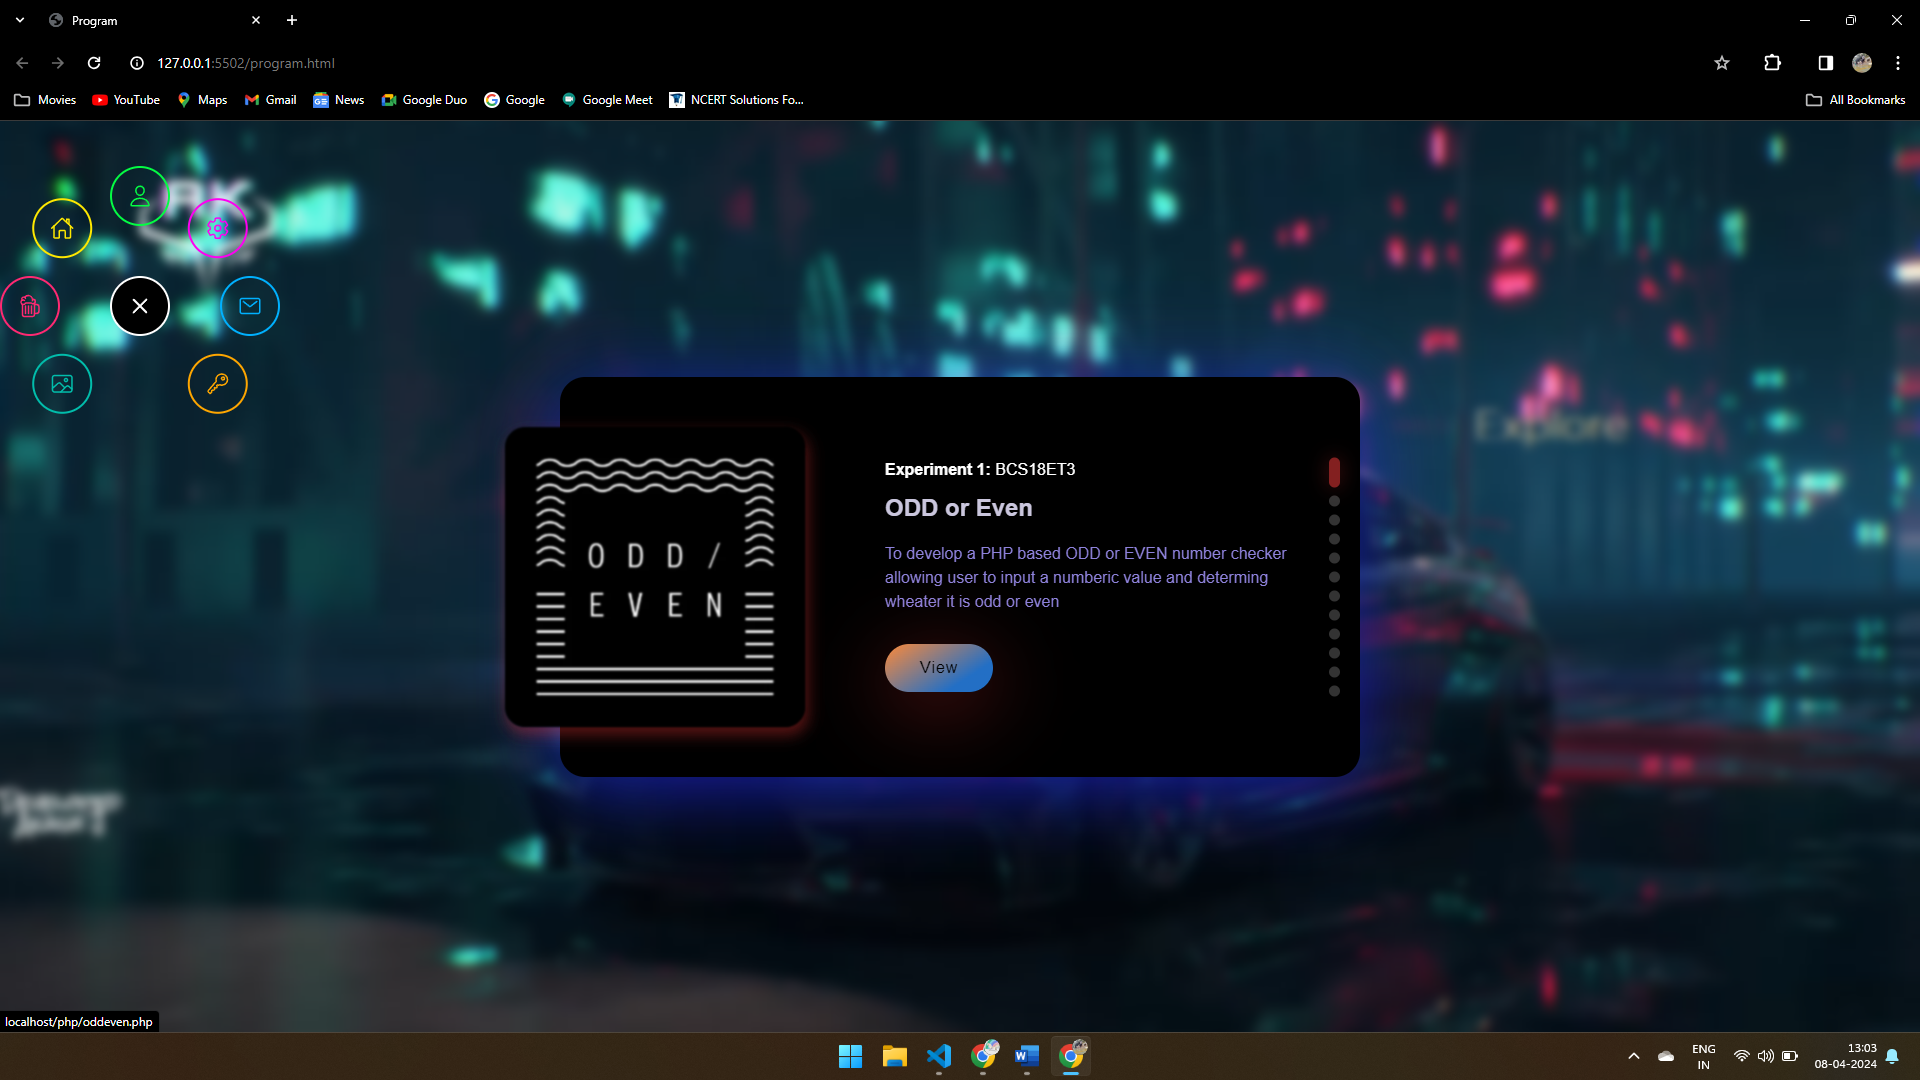 Program
127.0.0.1:5502/program.html
Movies
YouTube
Maps
Gmail
News
Google Duo
Google
Google Meet
NCERT Solutions Fo...
All Bookmarks
RK
Explore
Experiment 1: BCS18ET3
ODD or Even
To develop a PHP based ODD or EVEN number checker
allowing user to input a numberic value and determing
wheater it is odd or even
View
ODD/
EVEN
localhost/php/oddeven.php
ENG
IN
13:03
08-04-2024